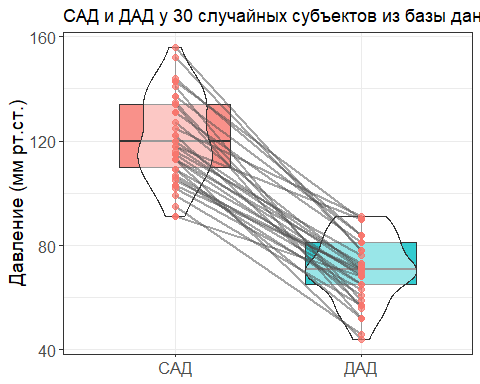 САД и ДАД у 30 случайных субъектов из базы дан
Давление (мм рт.ст.)
160
120
80
40
САД
ДАД